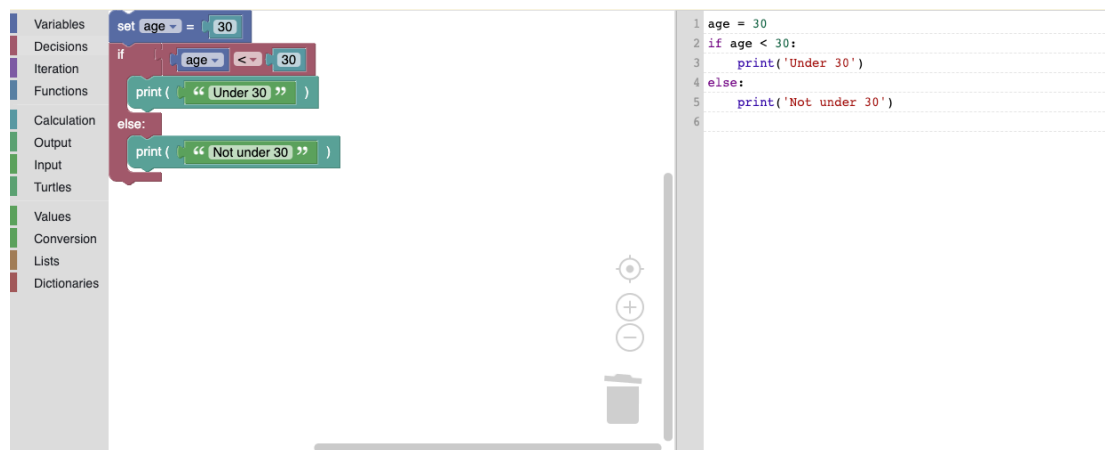 Variables
Decisions
Iteration
Functions
Calculation
Output
Input
Turtles
Values
Conversion
Lists
Dictionaries
set age = 30
if age < 30
print ( “ Under 30 ” )
else:
print ( “ Not under 30 ” )
1 age = 30
2 if age < 30:
3     print('Under 30')
4 else:
5     print('Not under 30')
6